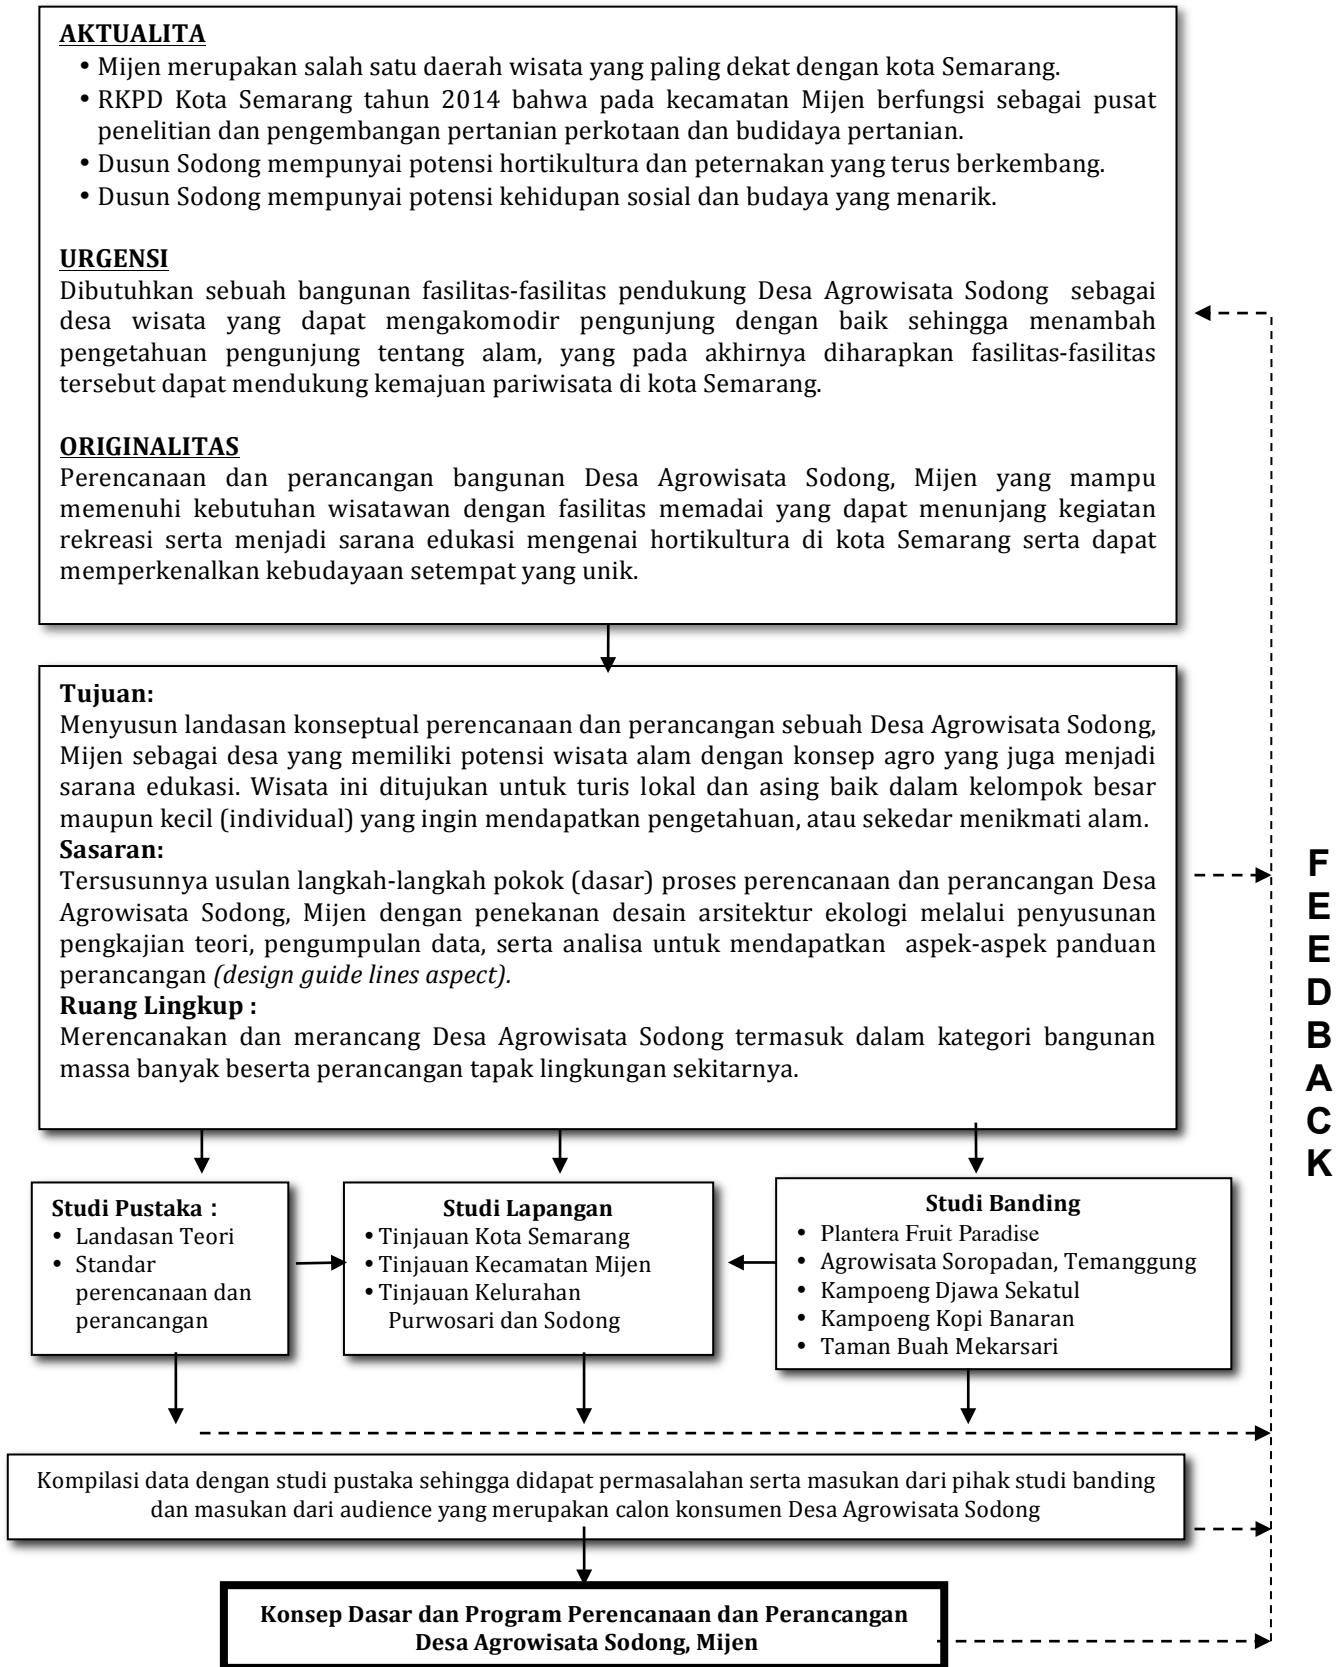 AKTUALITA
• Mijen merupakan salah satu daerah wisata yang paling dekat dengan kota Semarang.
• RKPD Kota Semarang tahun 2014 bahwa pada kecamatan Mijen berfungsi sebagai pusat
penelitian dan pengembangan pertanian perkotaan dan budidaya pertanian.
• Dusun Sodong mempunyai potensi hortikultura dan peternakan yang terus berkembang.
• Dusun Sodong mempunyai potensi kehidupan sosial dan budaya yang menarik.
URGENSI
Dibutuhkan sebuah bangunan fasilitas-fasilitas pendukung Desa Agrowisata Sodong sebagai
desa wisata yang dapat mengakomodir pengunjung dengan baik sehingga menambah
pengetahuan pengunjung tentang alam, yang pada akhirnya diharapkan fasilitas-fasilitas
tersebut dapat mendukung kemajuan pariwisata di kota Semarang.
ORIGINALITAS
Perencanaan dan perancangan bangunan Desa Agrowisata Sodong, Mijen yang mampu
memenuhi kebutuhan wisatawan dengan fasilitas memadai yang dapat menunjang kegiatan
rekreasi serta menjadi sarana edukasi mengenai hortikultura di kota Semarang serta dapat
memperkenalkan kebudayaan setempat yang unik.
Tujuan:
Menyusun landasan konseptual perencanaan dan perancangan sebuah Desa Agrowisata Sodong,
Mijen sebagai desa yang memiliki potensi wisata alam dengan konsep agro yang juga menjadi
sarana edukasi. Wisata ini ditujukan untuk turis lokal dan asing baik dalam kelompok besar
maupun kecil (individual) yang ingin mendapatkan pengetahuan, atau sekedar menikmati alam.
Sasaran:
Tersusunnya usulan langkah-langkah pokok (dasar) proses perencanaan dan perancangan Desa
Agrowisata Sodong, Mijen dengan penekanan desain arsitektur ekologi melalui penyusunan
pengkajian teori, pengumpulan data, serta analisa untuk mendapatkan aspek-aspek panduan
perancangan (design guide lines aspect).
Ruang Lingkup :
Merencanakan dan merancang Desa Agrowisata Sodong termasuk dalam kategori bangunan
massa banyak beserta perancangan tapak lingkungan sekitarnya.
F
E
E
D
B
A
C
K
Studi Pustaka :
• Landasan Teori
• Standar
perencanaan dan
perancangan
Studi Lapangan
• Tinjauan Kota Semarang
• Tinjauan Kecamatan Mijen
• Tinjauan Kelurahan
Purwosari dan Sodong
Studi Banding
• Plantera Fruit Paradise
• Agrowisata Soropadan, Temanggung
• Kampoeng Djawa Sekatul
• Kampoeng Kopi Banaran
• Taman Buah Mekarsari
Kompilasi data dengan studi pustaka sehingga didapat permasalahan serta masukan dari pihak studi banding
dan masukan dari audience yang merupakan calon konsumen Desa Agrowisata Sodong
Konsep Dasar dan Program Perencanaan dan Perancangan
Desa Agrowisata Sodong, Mijen